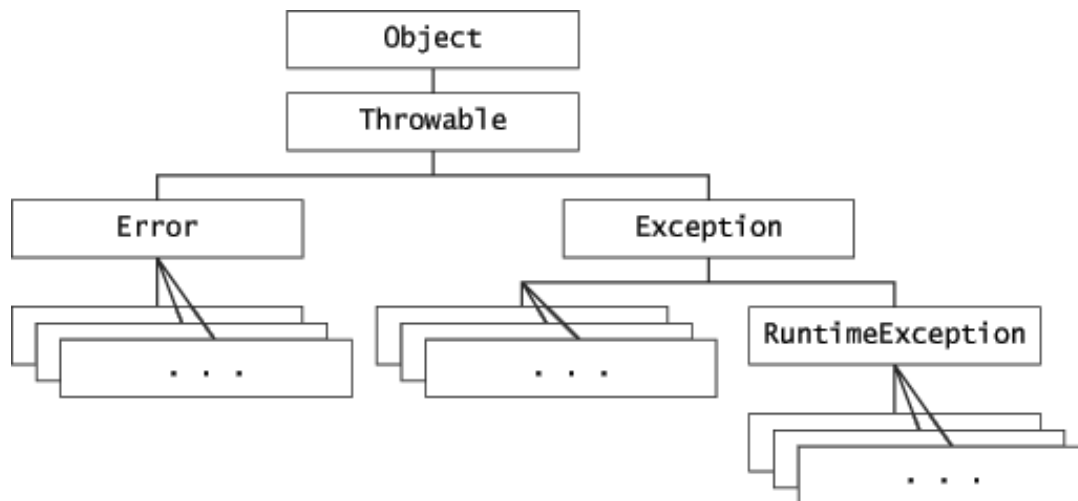 Object
Throwable
Error
Exception
RuntimeException
. . .
. . .
. . .